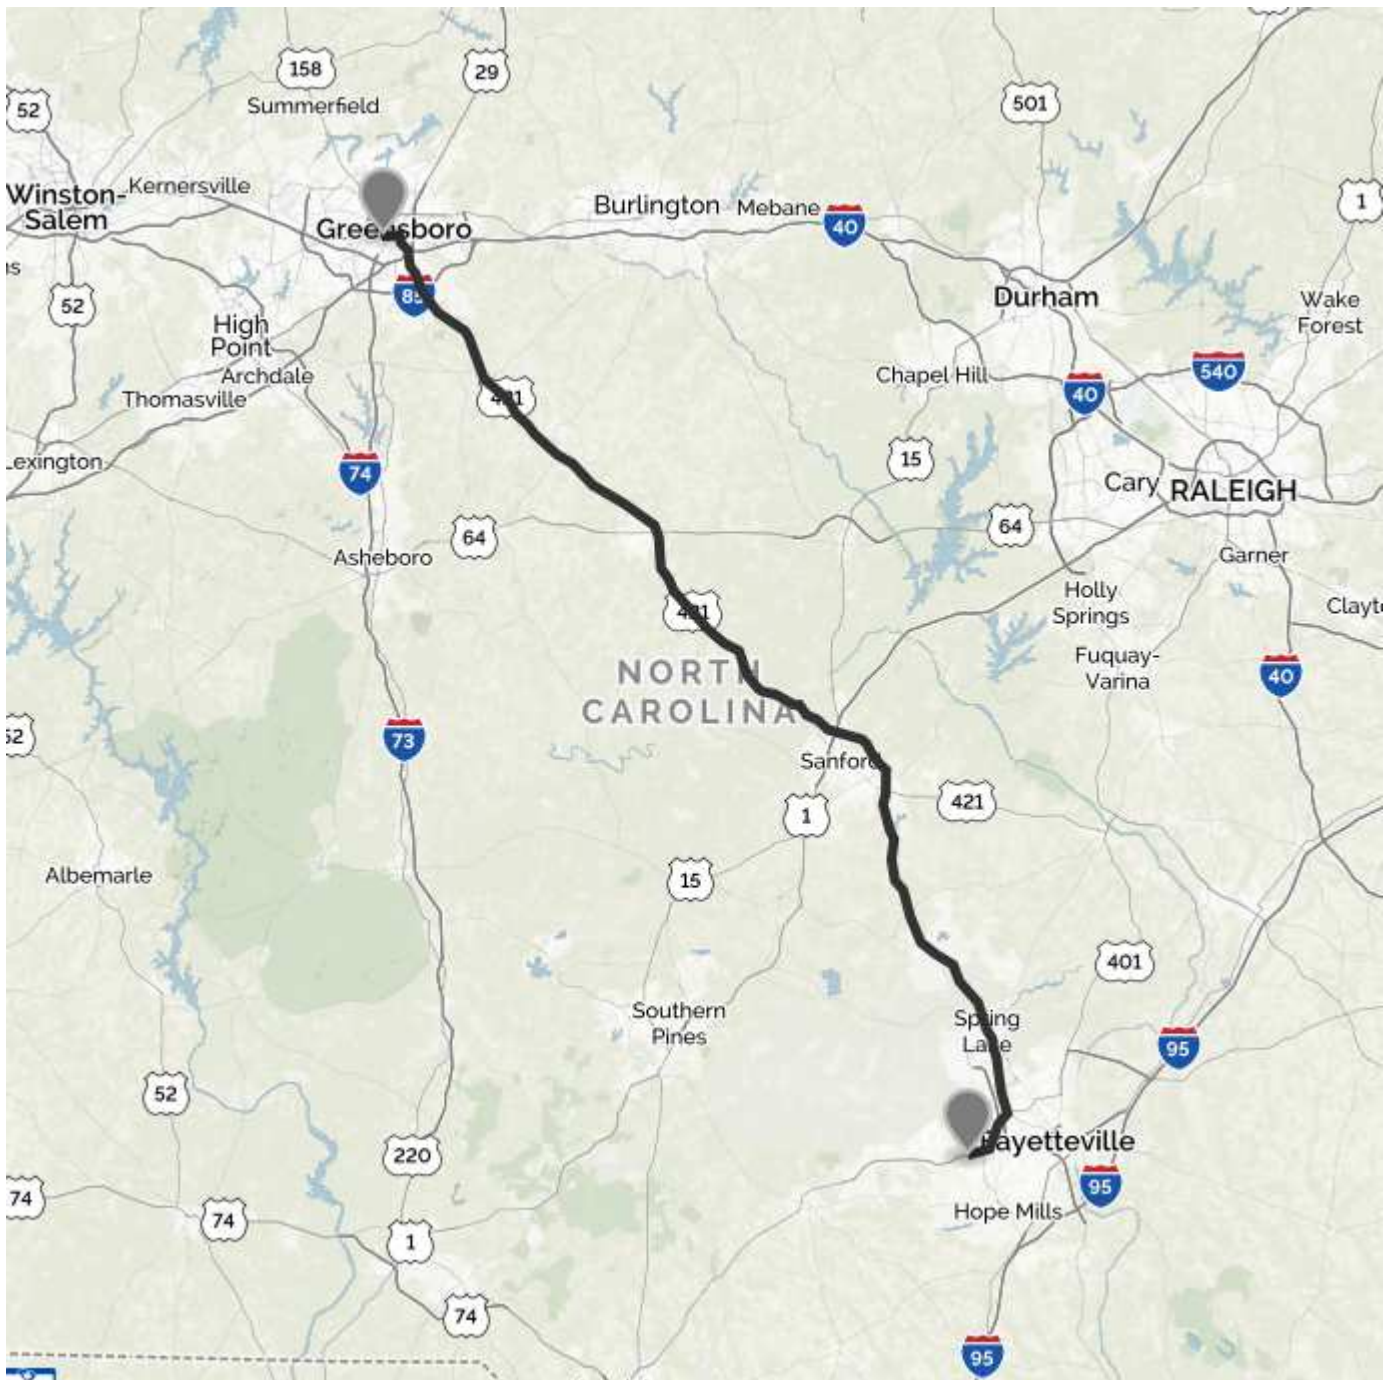 158
29
52
Summerfield
501
Winston-
Salem
Kernersville
1
Greensboro
Burlington
Mebane
40
52
85
Durham
Wake
Forest
High
Point
Archdale
Thomasville
421
Chapel Hill
40
540
Lexington
74
15
Cary
RALEIGH
64
64
Asheboro
Garner
421
Holly
Springs
NORTH
CAROLINA
Fuquay-
Varina
40
73
Sanford
1
421
Albemarle
15
401
Southern
Pines
Spring
Lake
95
52
220
Fayetteville
74
74
95
Hope Mills
1
74
95